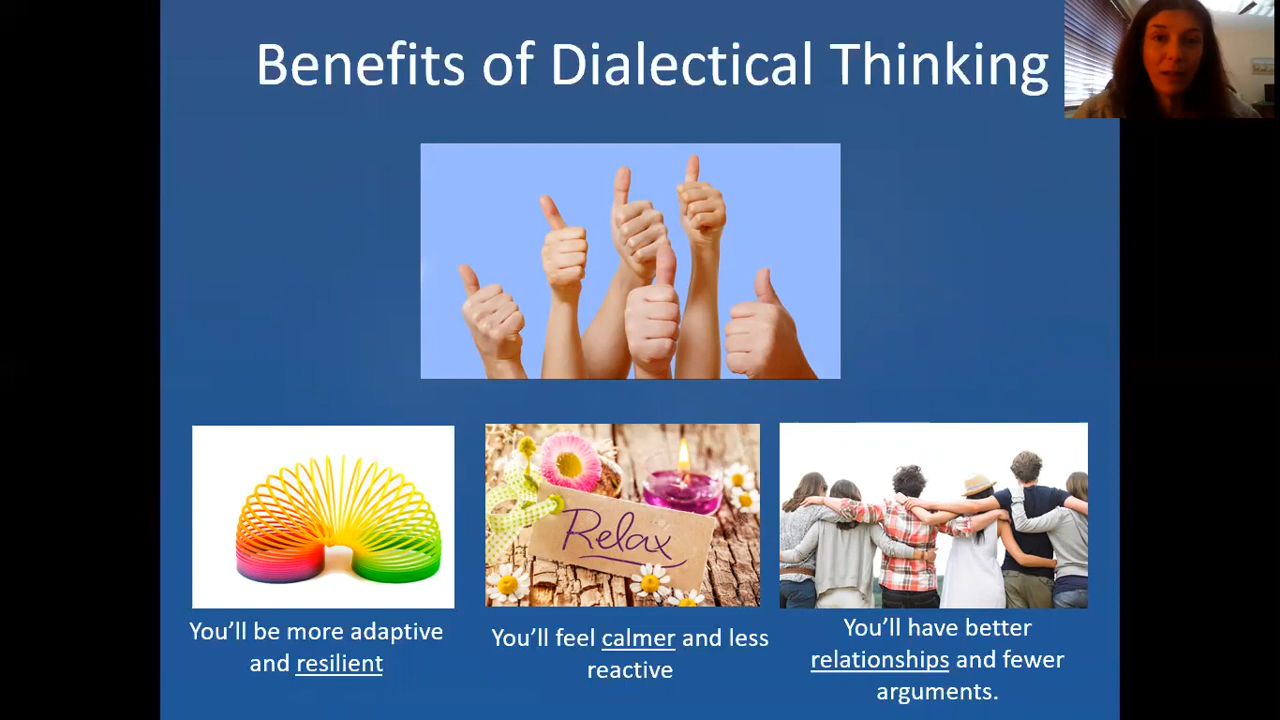 Benefits of Dialectical Thinking
Relax
You'll be more adaptive
and resilient
You'll feel calmer and less
reactive
You'll have better
relationships and fewer
arguments.